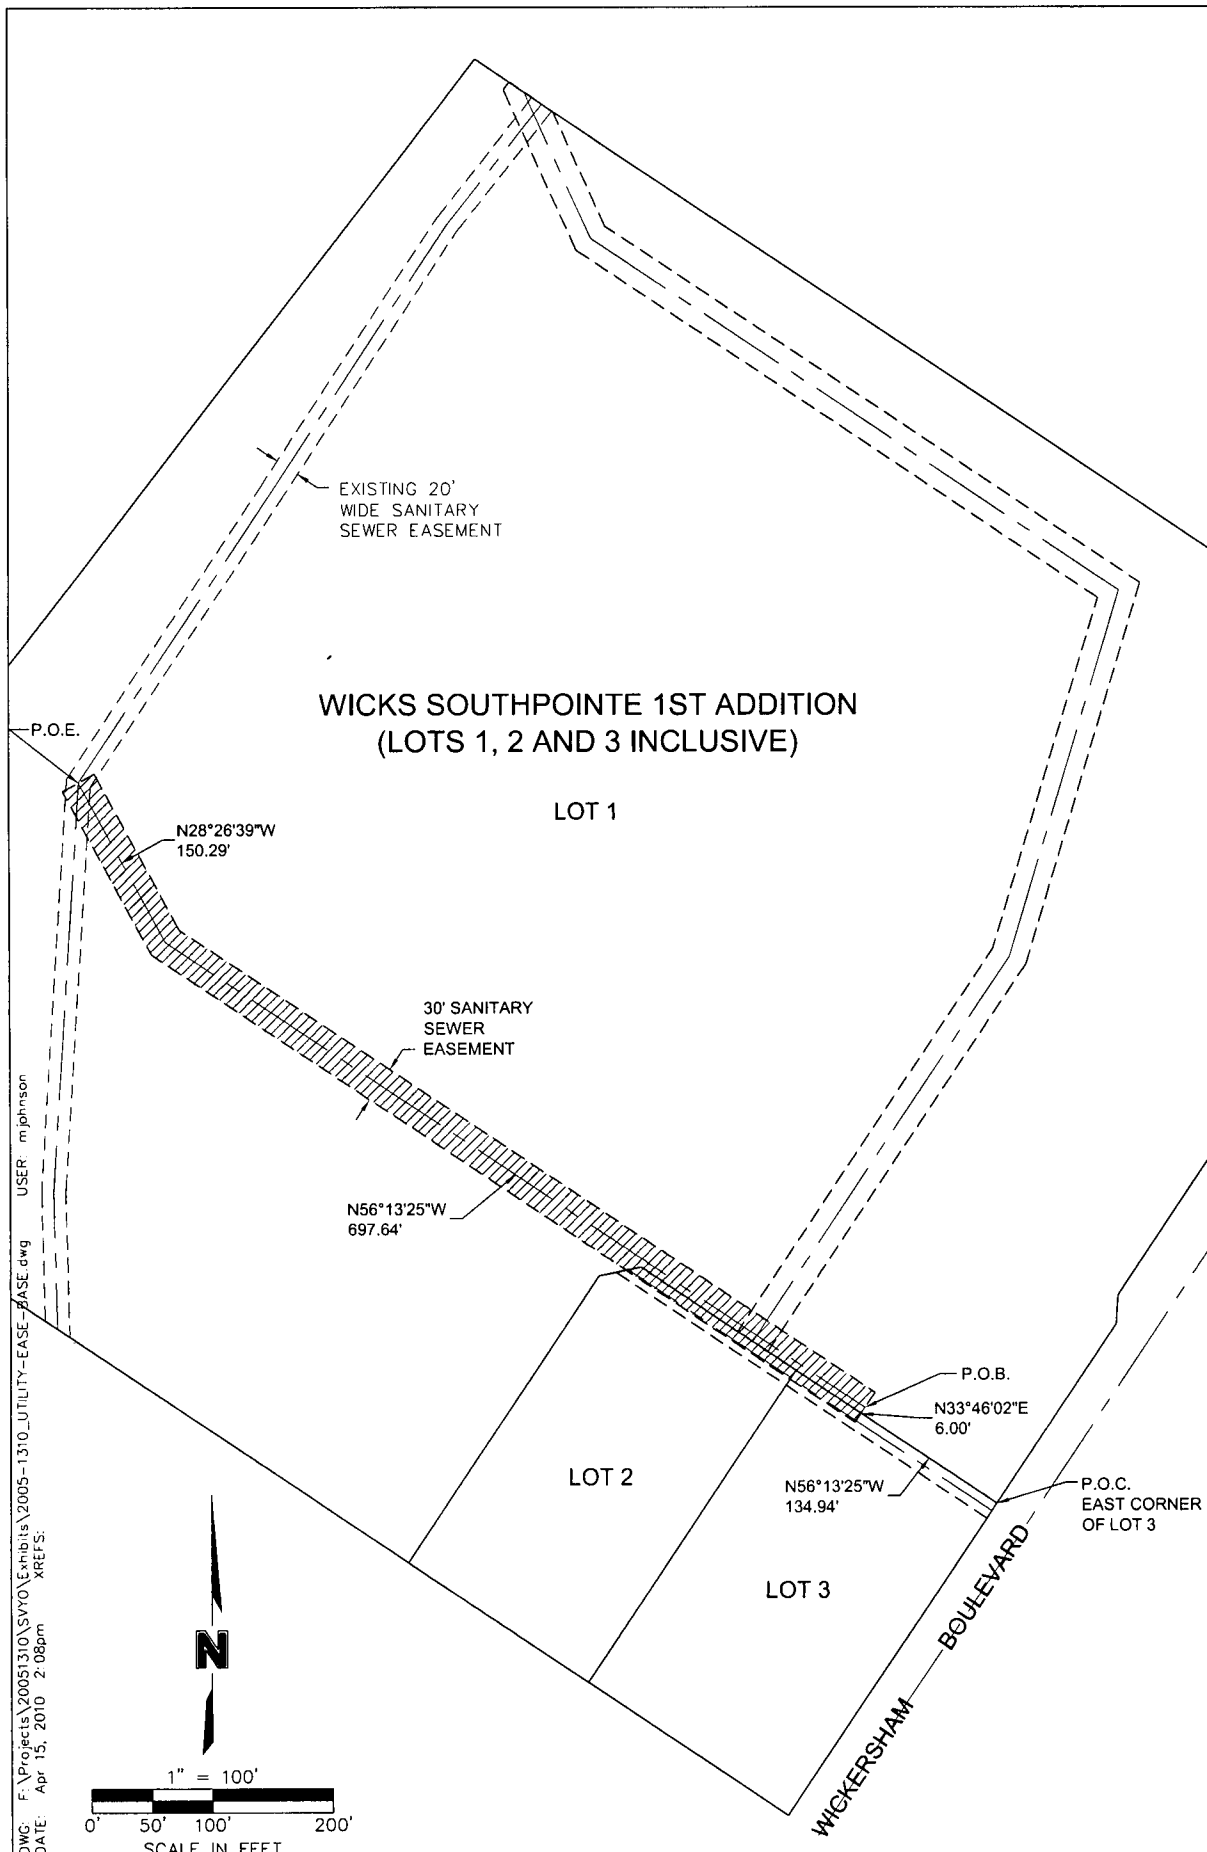 EXISTING 20'
WIDE SANITARY
SEWER EASEMENT
WICKS SOUTHPOINTE 1ST ADDITION
(LOTS 1, 2 AND 3 INCLUSIVE)
P.O.E.
LOT 1
N28°26'39"W
150.29'
30' SANITARY
SEWER
EASEMENT
N56°13'25"W
697.64'
P.O.B.
N33°46'02"E
6.00'
LOT 2
N56°13'25"W
134.94'
P.O.C.
EAST CORNER
OF LOT 3
LOT 3
WICKERSHAM BOULEVARD
N
1" = 100'
0' 50' 100' 200'
SCALE IN FEET
DWG: F:\Projects\20051310\SVYO\Exhibits\2005-1310_UTILITY-EASE-BASE.dwg USER: mjohnson
DATE: Apr 15, 2010 2:08pm XREFS: